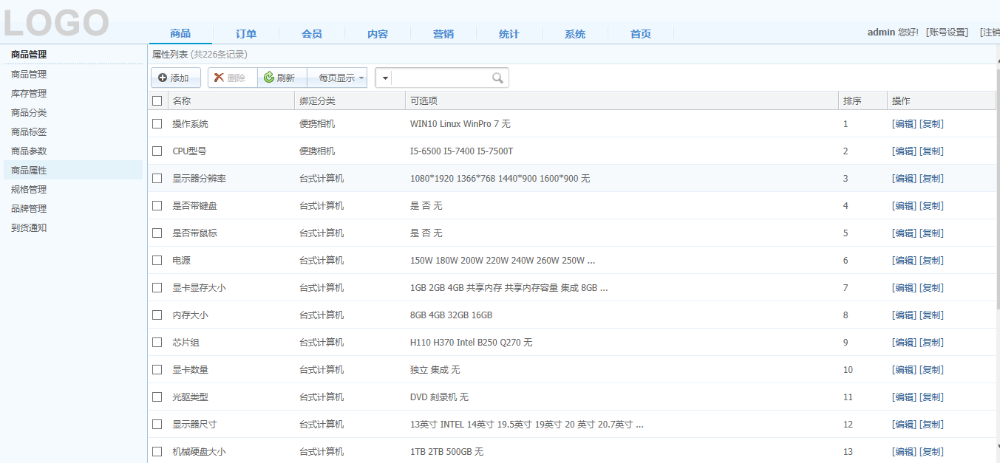 LOGO
商品 订单 会员 内容 营销 统计 系统 首页
admin 您好! [账号设置] [注销
商品管理
商品管理
库存管理
商品分类
商品标签
商品参数
商品属性
规格管理
品牌管理
到货通知
属性列表 (共226条记录)
添加 删除 刷新 每页显示
名称 绑定分类 可选项 排序 操作
操作系统 便携相机 WIN10 Linux WinPro 7 无 1 [编辑] [复制]
CPU型号 便携相机 I5-6500 I5-7400 I5-7500T 2 [编辑] [复制]
显示器分辨率 台式计算机 1080*1920 1366*768 1440*900 1600*900 无 3 [编辑] [复制]
是否带键盘 台式计算机 是 否 无 4 [编辑] [复制]
是否带鼠标 台式计算机 是 否 无 5 [编辑] [复制]
电源 台式计算机 150W 180W 200W 220W 240W 260W 250W ... 6 [编辑] [复制]
显卡显存大小 台式计算机 1GB 2GB 4GB 共享内存 共享内存容量 集成 8GB ... 7 [编辑] [复制]
内存大小 台式计算机 8GB 4GB 32GB 16GB 8 [编辑] [复制]
芯片组 台式计算机 H110 H370 Intel B250 Q270 无 9 [编辑] [复制]
显卡数量 台式计算机 独立 集成 无 10 [编辑] [复制]
光驱类型 台式计算机 DVD 刻录机 无 11 [编辑] [复制]
显示器尺寸 台式计算机 13英寸 INTEL 14英寸 19.5英寸 19英寸 20 英寸 20.7英寸 ... 12 [编辑] [复制]
机械硬盘大小 台式计算机 1TB 2TB 500GB 无 13 [编辑] [复制]